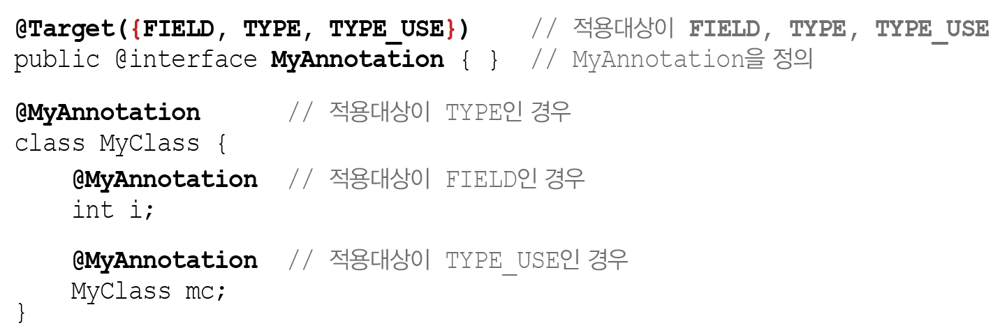 @Target({FIELD, TYPE, TYPE_USE})    // 적용대상이 FIELD, TYPE, TYPE_USE
public @interface MyAnnotation { }  // MyAnnotation을 정의
@MyAnnotation      // 적용대상이 TYPE인 경우
class MyClass {
    @MyAnnotation  // 적용대상이 FIELD인 경우
    int i;
    @MyAnnotation  // 적용대상이 TYPE_USE인 경우
    MyClass mc;
}